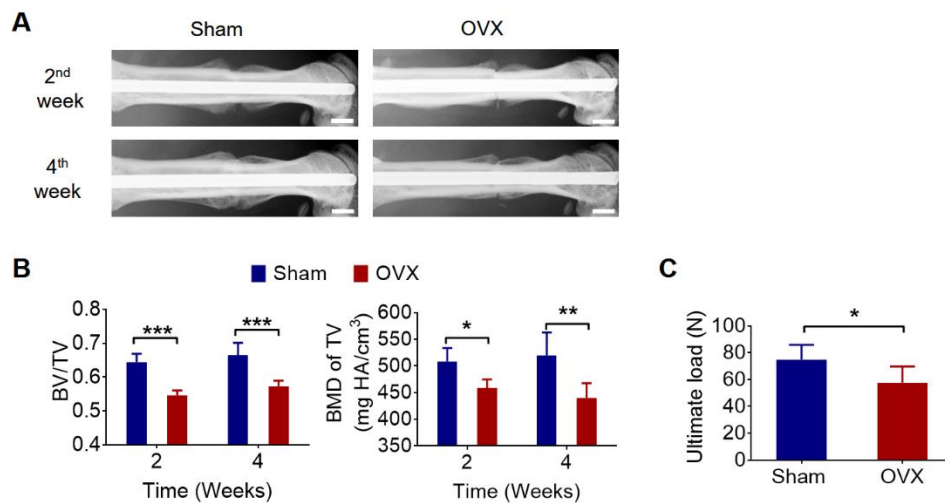 A
Sham
OVX
2nd
week
4th
week
B
Sham
OVX
BV/TV
0.8
0.7
0.6
0.5
0.4
***
***
2
4
Time (Weeks)
BMD of TV
(mg HA/cm3)
600
550
500
450
400
350
*
**
2
4
Time (Weeks)
C
Ultimate load (N)
100
80
60
40
20
0
*
Sham
OVX